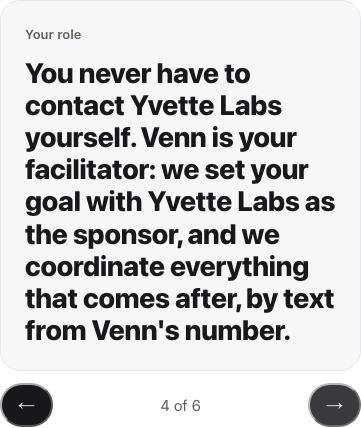 Your role
You never have to
contact Yvette Labs
yourself. Venn is your
facilitator: we set your
goal with Yvette Labs as
the sponsor, and we
coordinate everything
that comes after, by text
from Venn's number.
← 4 of 6 →